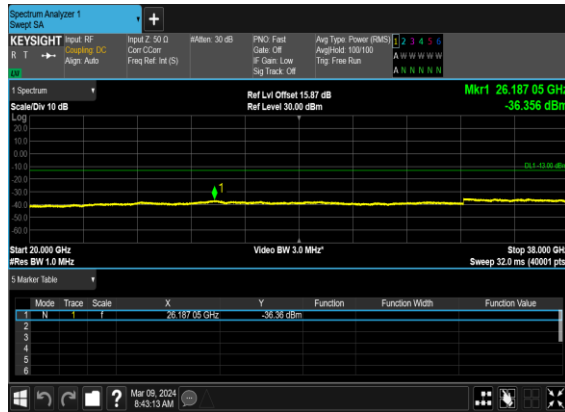 Spectrum Analyzer 1
Swept SA
KEYSIGHT Input: RF Input Z: 50 Ω #Atten: 30 dB PNO: Fast Avg Type: Power (RMS) 1 2 3 4 5 6
R T Coupling: DC Corr CCorr Gate: Off Avg|Hold: 100/100 A W W W W W
Align: Auto Freq Ref: Int (S) IF Gain: Low Trig: Free Run
LU Sig Track: Off A N N N N N
1 Spectrum
Ref Lvl Offset 15.87 dB Mkr1 26.187 05 GHz
Scale/Div 10 dB Ref Level 30.00 dBm -36.356 dBm
Log
20.0
10.0
0.00
-10.0
DL1 -13.00 dBm
-20.0
-30.0
1
-40.0
-50.0
-60.0
Start 20.000 GHz Video BW 3.0 MHz* Stop 38.000 GHz
#Res BW 1.0 MHz Sweep 32.0 ms (40001 pts)
5 Marker Table
Mode Trace Scale X Y Function Function Width Function Value
1 N 1 f 26.187 05 GHz -36.36 dBm
2
3
4
5
6
? Mar 09, 2024
8:43:13 AM